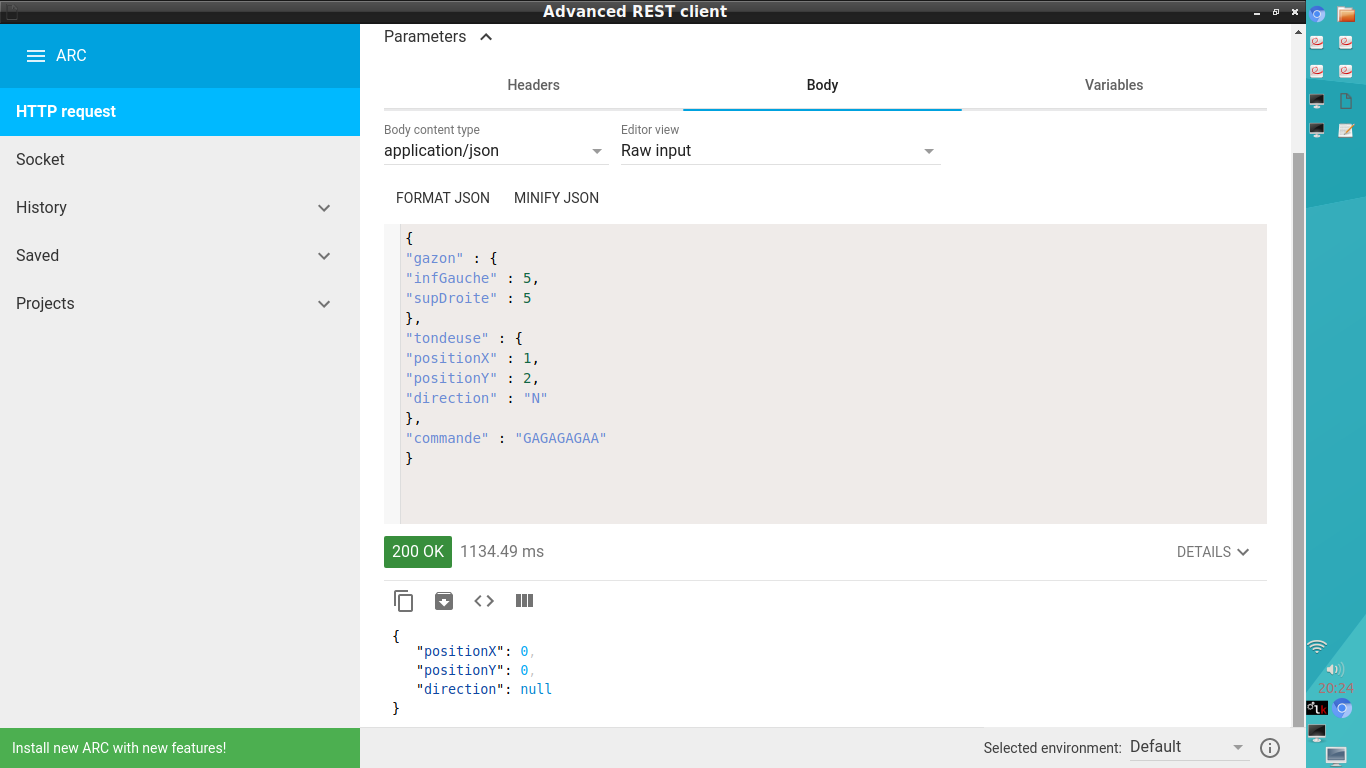 Advanced REST client
ARC
HTTP request
Socket
History
Saved
Projects
Install new ARC with new features!
Parameters
Headers
Body
Variables
Body content type
application/json
Editor view
Raw input
FORMAT JSON
MINIFY JSON
{
"gazon" : {
"infGauche" : 5,
"supDroite" : 5
},
"tondeuse" : {
"positionX" : 1,
"positionY" : 2,
"direction" : "N"
},
"commande" : "GAGAGAGAA"
}
200 OK
1134.49 ms
DETAILS
{
"positionX": 0,
"positionY": 0,
"direction": null
}
Selected environment:
Default
20:24